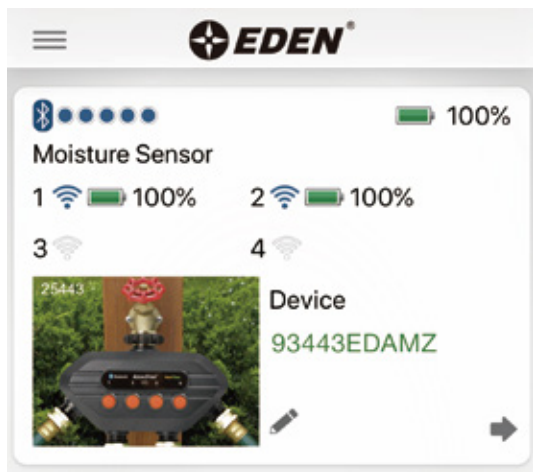 EDEN®
100%
Moisture Sensor
1 100% 2 100%
3 4
25443
Device
93443EDAMZ